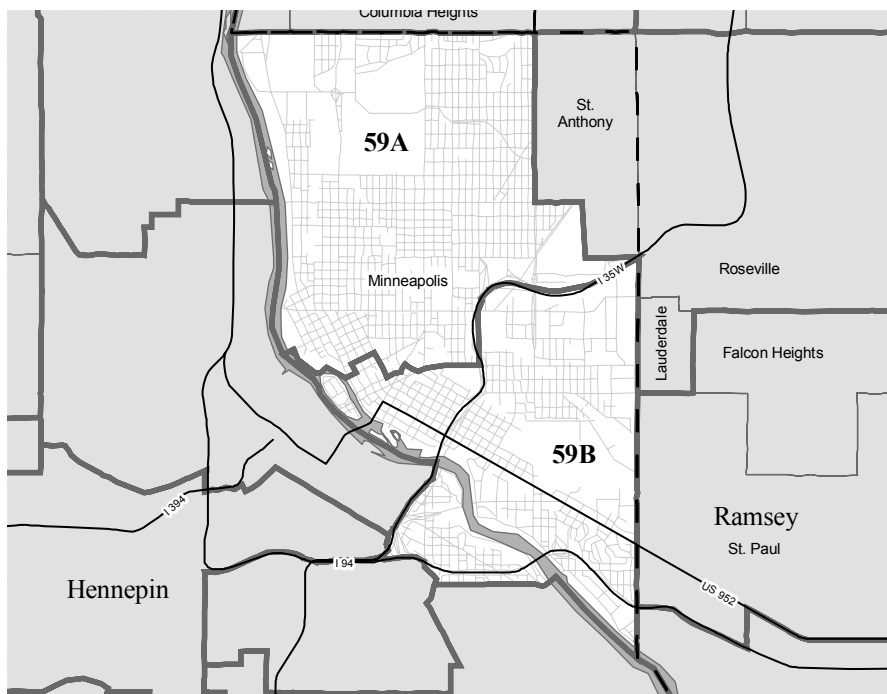 Columbia Heights
St.
Anthony
59A
I 35W
Roseville
Minneapolis
Lauderdale
Falcon Heights
59B
I 394
Ramsey
St. Paul
I 94
Hennepin
US 952